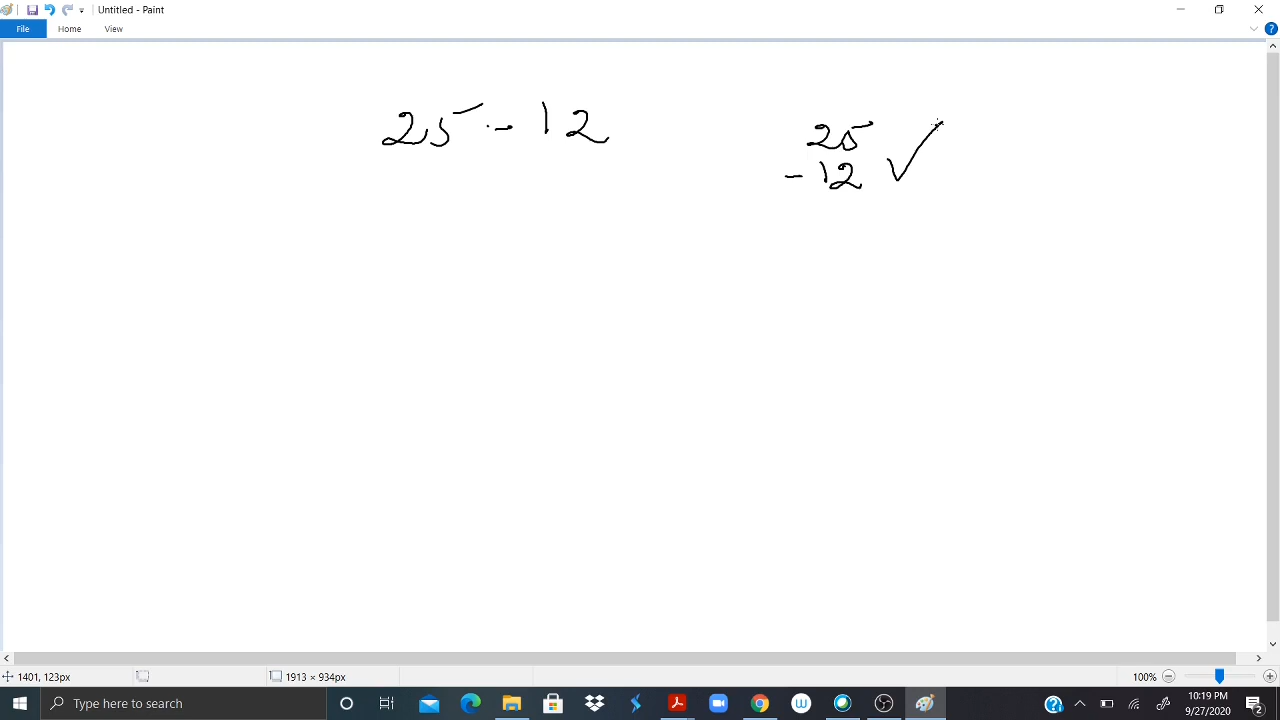 Untitled - Paint
File Home View
25 - 12
25
- 12
1401, 123px
1913 × 934px
100%
Type here to search
10:19 PM
9/27/2020
2